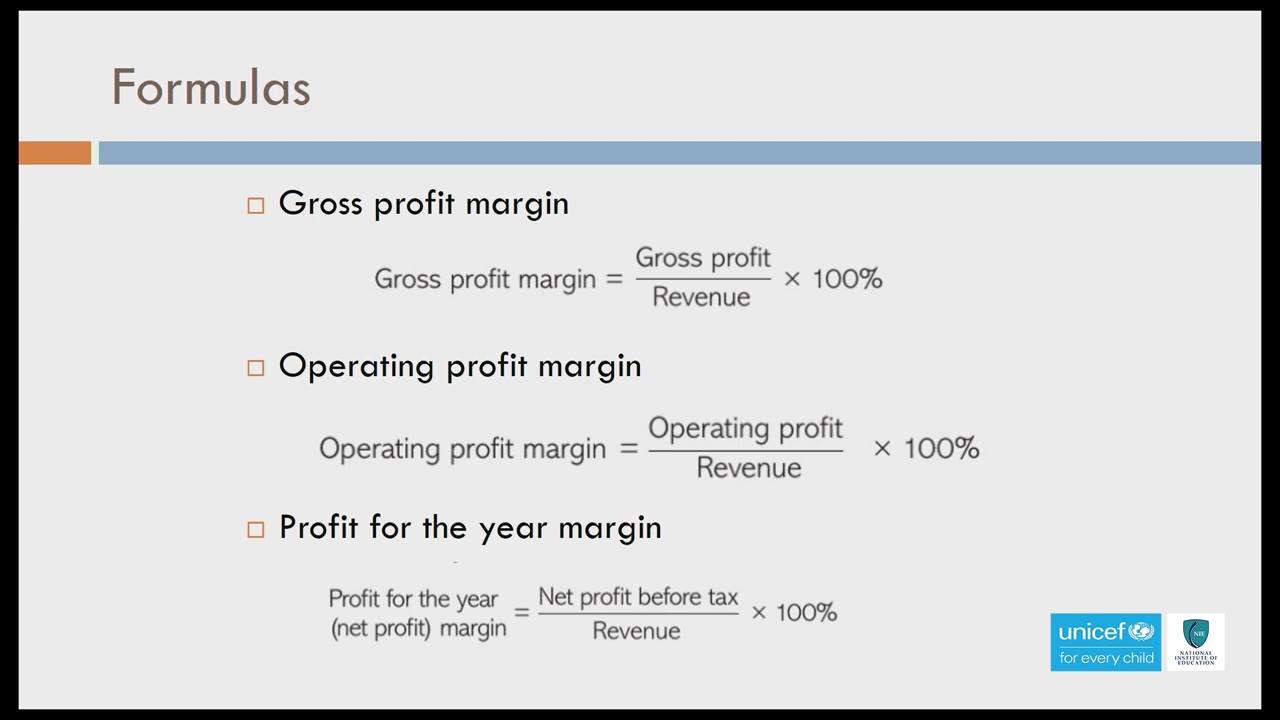 Formulas
Gross profit margin
Gross profit margin = Gross profit / Revenue × 100%
Operating profit margin
Operating profit margin = Operating profit / Revenue × 100%
Profit for the year margin
Profit for the year (net profit) margin = Net profit before tax / Revenue × 100%
unicef
for every child
NIE
NATIONAL
INSTITUTE OF
EDUCATION